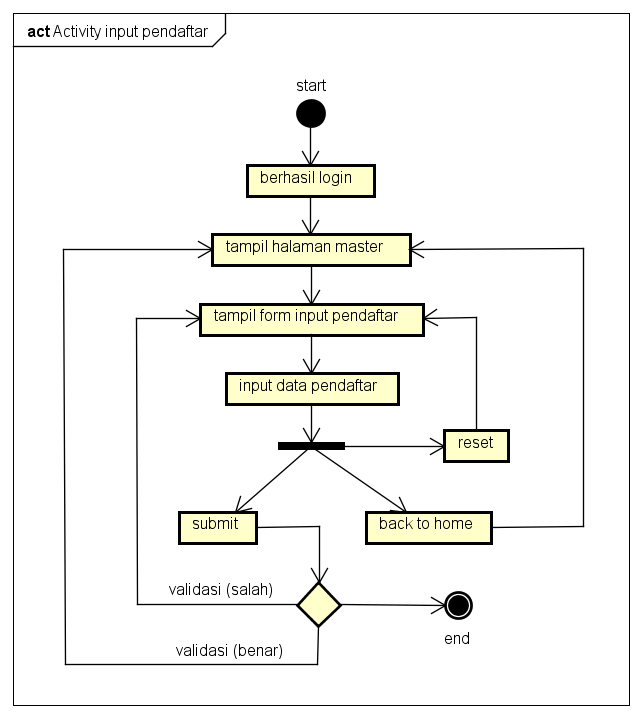 act Activity input pendaftar
start
berhasil login
tampil halaman master
tampil form input pendaftar
input data pendaftar
reset
submit
back to home
validasi (salah)
end
validasi (benar)